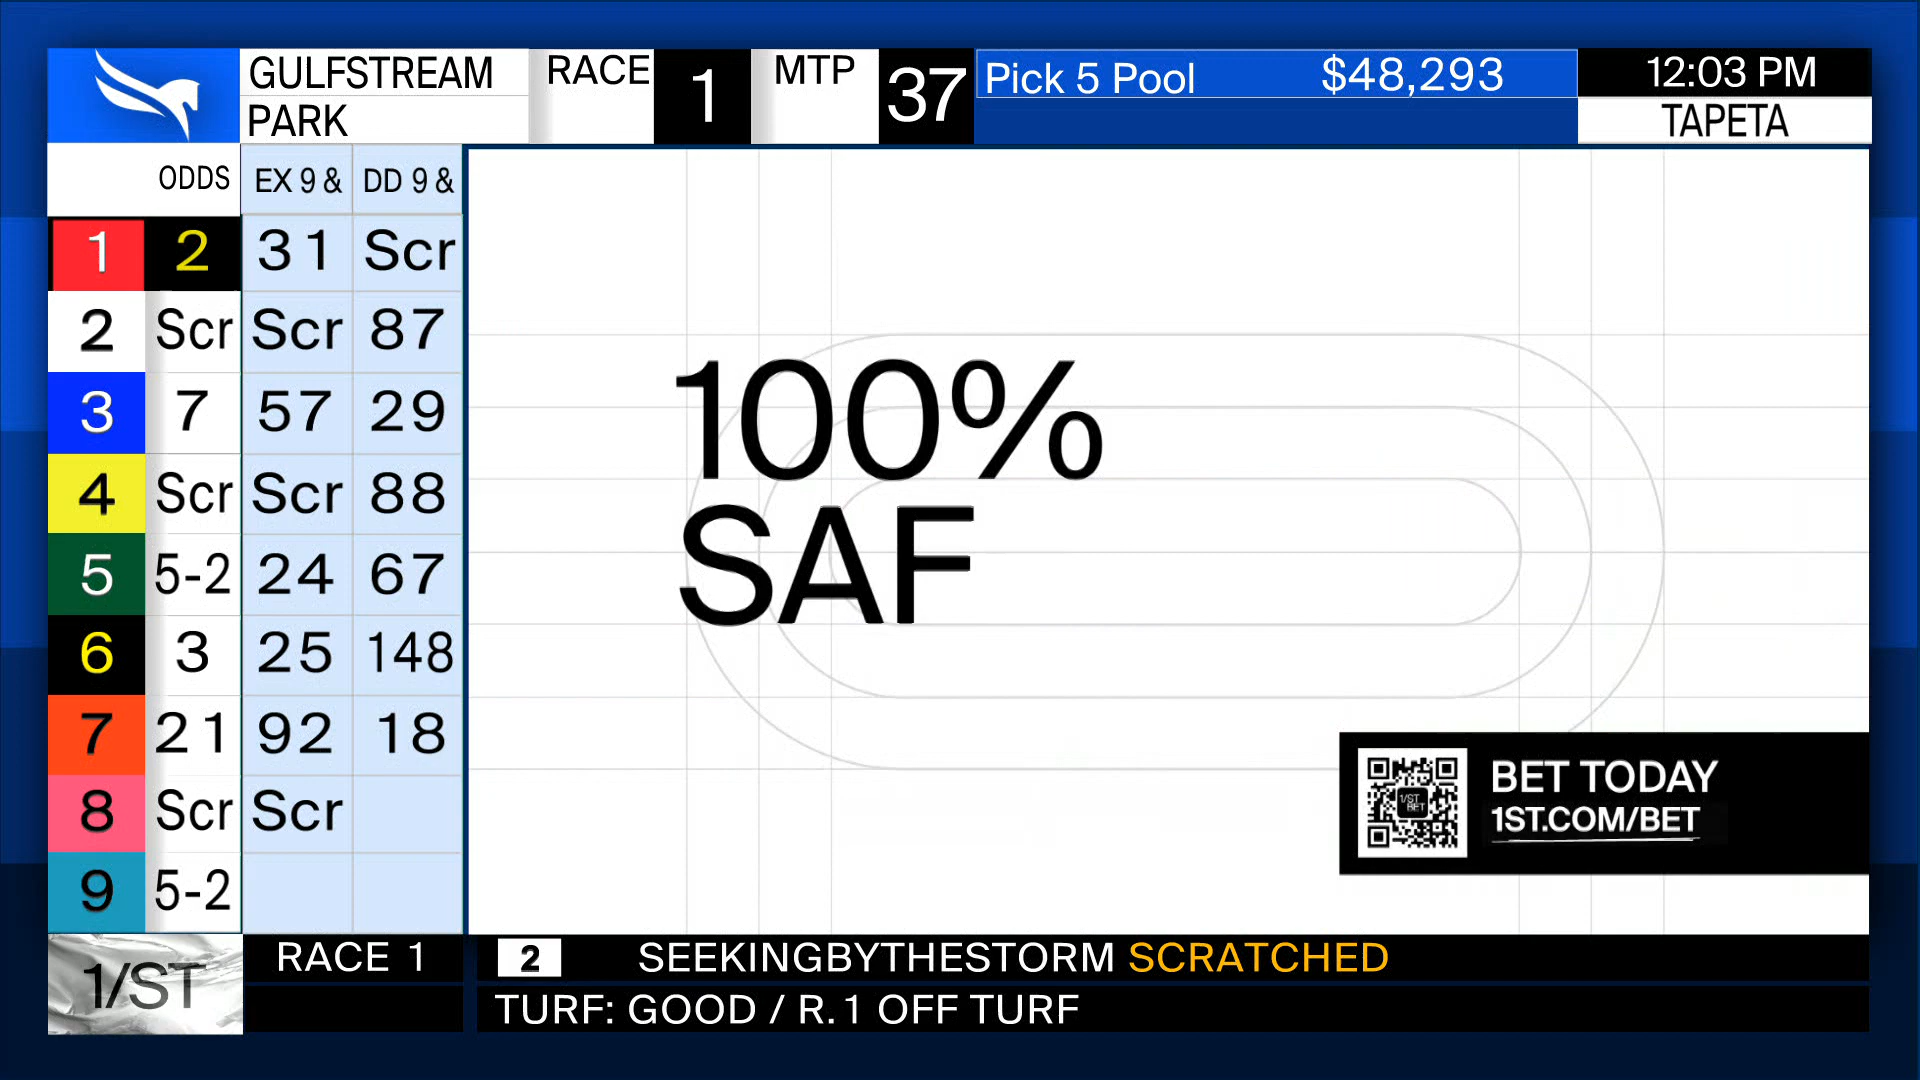 GULFSTREAM PARK
RACE 1 MTP 37
Pick 5 Pool $48,293
12:03 PM
TAPETA
ODDS EX 9 & DD 9 &
1 2 31 Scr
2 Scr Scr 87
3 7 57 29
4 Scr Scr 88
5 5-2 24 67
6 3 25 148
7 21 92 18
8 Scr Scr
9 5-2
100%
SAF
1/ST BET
BET TODAY
1ST.COM/BET
1/ST
RACE 1
2 SEEKINGBYTHESTORM SCRATCHED
TURF: GOOD / R.1 OFF TURF